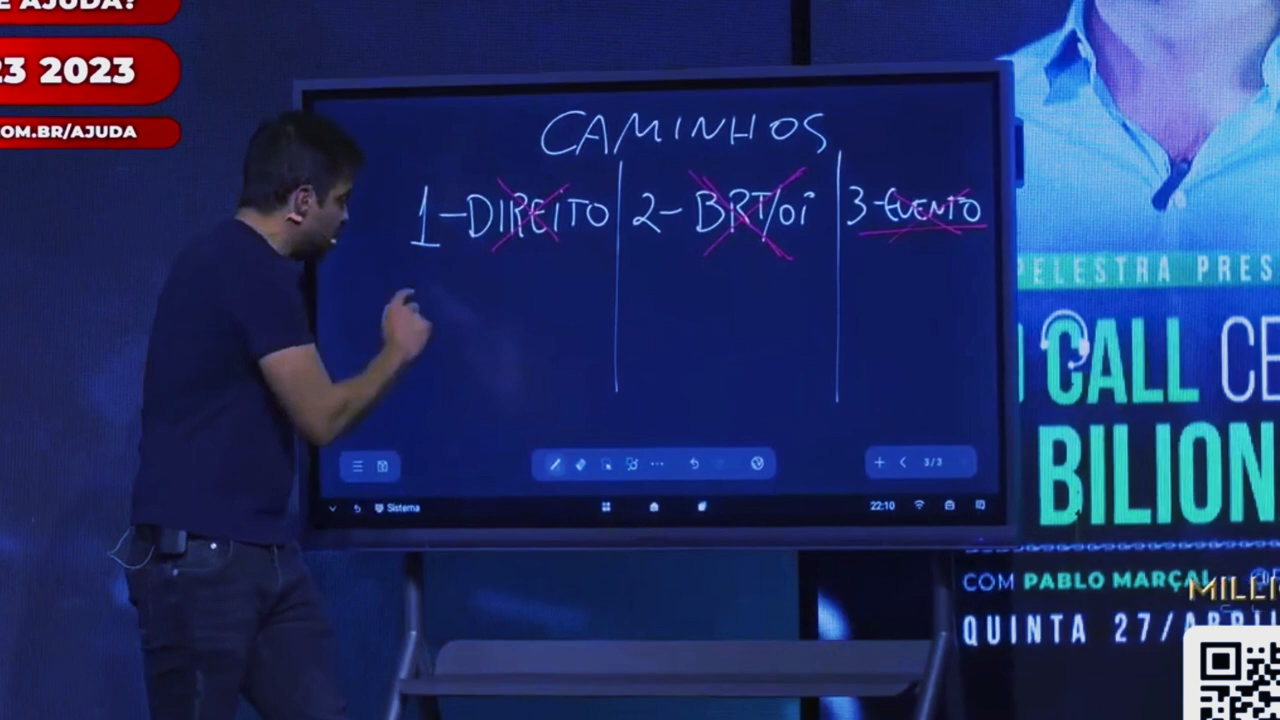 E AJUDA?
23 2023
OM.BR/AJUDA
CAMINHOS
1-DIREITO 2-BRT/Oi 3-EVENTO
3/3
Sistema
22:10
PELESTRA PRES
CALL CE
BILION
COM PABLO MARÇAL
MILLI
QUINTA 27/ABRIL